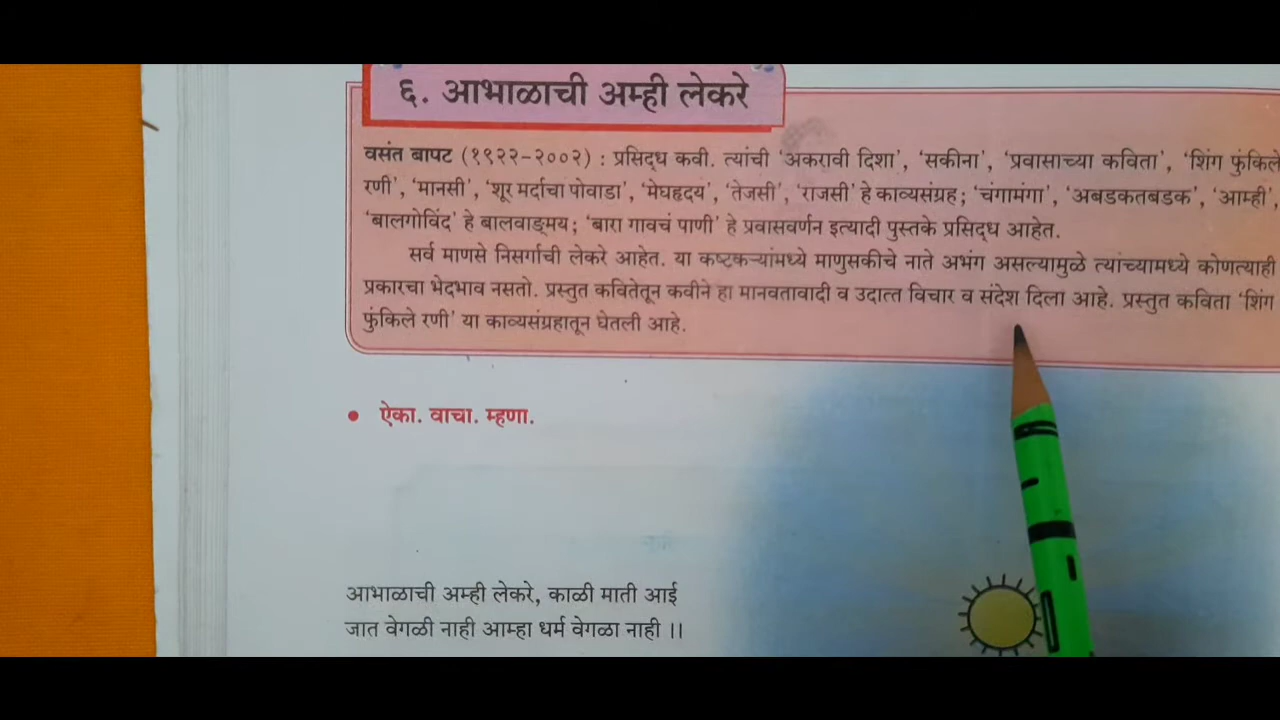 ६. आभाळाची अम्ही लेकरे
वसंत बापट (१९२२-२००२) : प्रसिद्ध कवी. त्यांची ‘अकरावी दिशा’, ‘सकीना’, ‘प्रवासाच्या कविता’, ‘शिंग फुंकिले
रणी’, ‘मानसी’, ‘शूर मर्दाचा पोवाडा’, ‘मेघहृदय’, ‘तेजसी’, ‘राजसी’ हे काव्यसंग्रह; ‘चंगामंगा’, ‘अबडकतबडक’, ‘आम्ही’,
‘बालगोविंद’ हे बालवाङ्मय; ‘बारा गावचं पाणी’ हे प्रवासवर्णन इत्यादी पुस्तके प्रसिद्ध आहेत.
सर्व माणसे निसर्गाची लेकरे आहेत. या कष्टकऱ्यांमध्ये माणुसकीचे नाते अभंग असल्यामुळे त्यांच्यामध्ये कोणत्याही
प्रकारचा भेदभाव नसतो. प्रस्तुत कवितेतून कवीने हा मानवतावादी व उदात्त विचार व संदेश दिला आहे. प्रस्तुत कविता ‘शिंग
फुंकिले रणी’ या काव्यसंग्रहातून घेतली आहे.
• ऐका. वाचा. म्हणा.
आभाळाची अम्ही लेकरे, काळी माती आई
जात वेगळी नाही आम्हा धर्म वेगळा नाही ।।